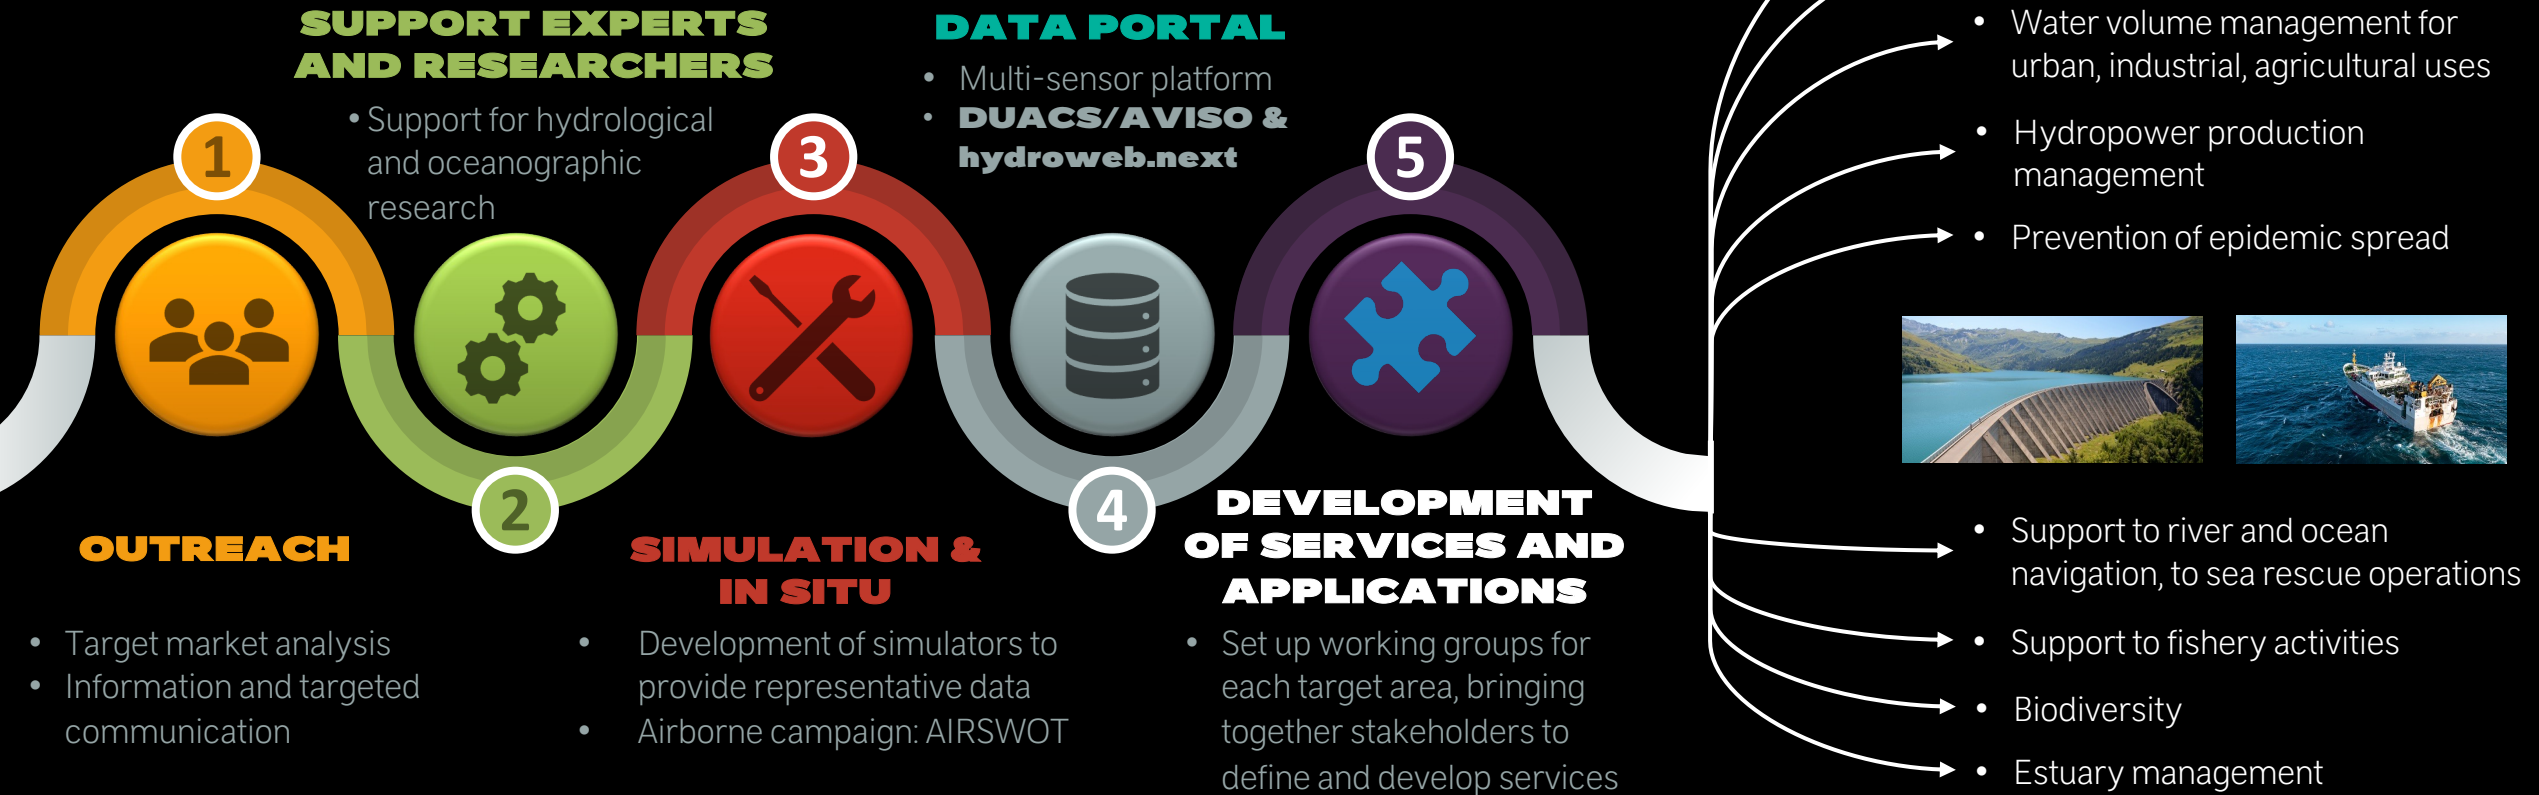 SUPPORT EXPERTS
AND RESEARCHERS
• Support for hydrological
and oceanographic
research
DATA PORTAL
• Multi-sensor platform
• DUACS/AVISO &
hydroweb.next
1
2
3
4
5
OUTREACH
• Target market analysis
• Information and targeted
communication
SIMULATION &
IN SITU
• Development of simulators to
provide representative data
• Airborne campaign: AIRSWOT
DEVELOPMENT
OF SERVICES AND
APPLICATIONS
• Set up working groups for
each target area, bringing
together stakeholders to
define and develop services
• Water volume management for
urban, industrial, agricultural uses
• Hydropower production
management
• Prevention of epidemic spread
• Support to river and ocean
navigation, to sea rescue operations
• Support to fishery activities
• Biodiversity
• Estuary management